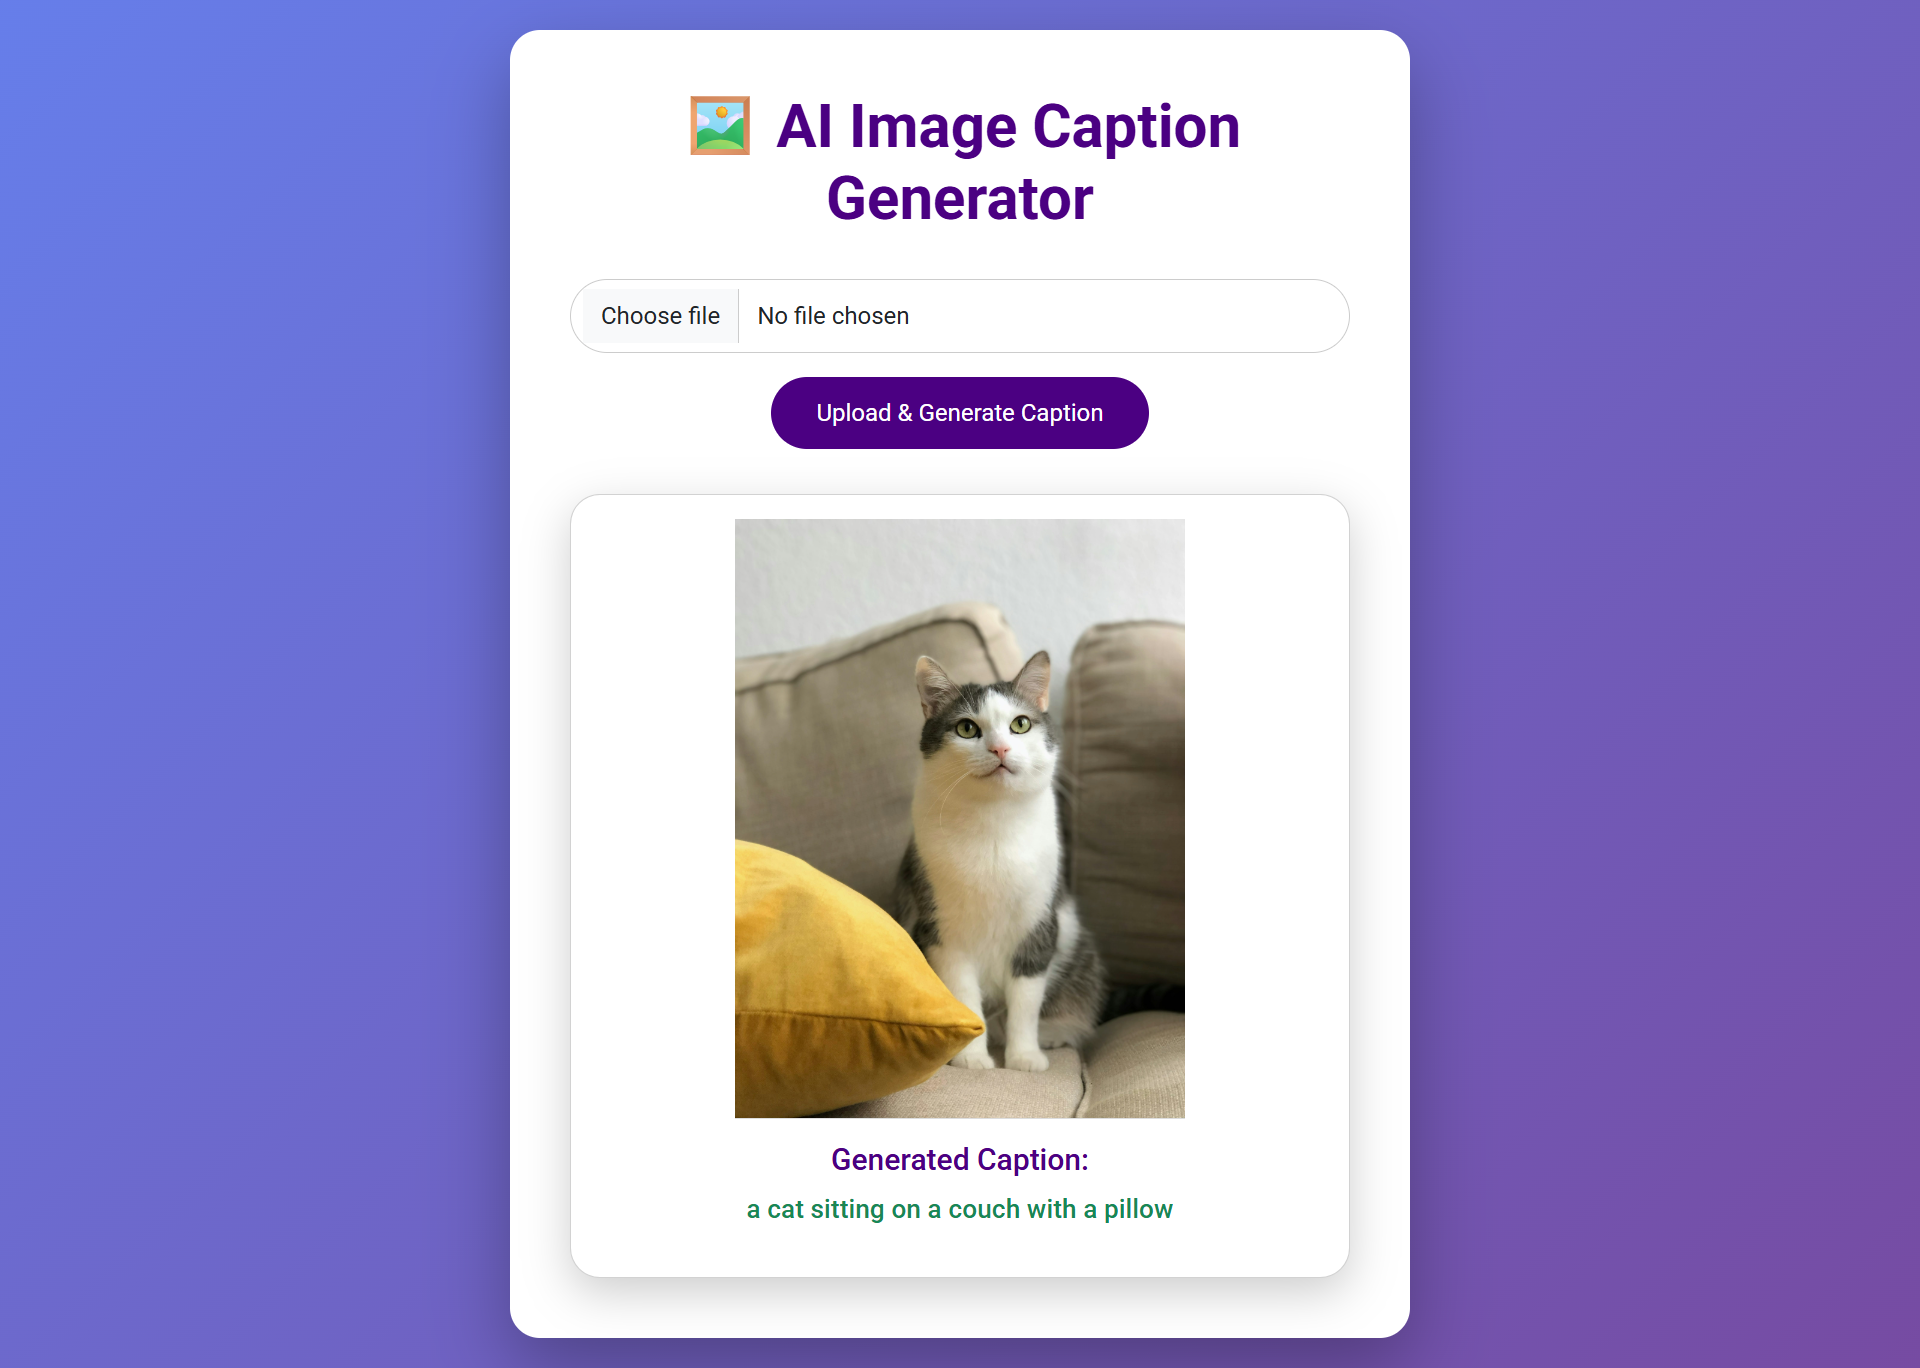 AI Image Caption
Generator
Choose file No file chosen
Upload & Generate Caption
Generated Caption:
a cat sitting on a couch with a pillow